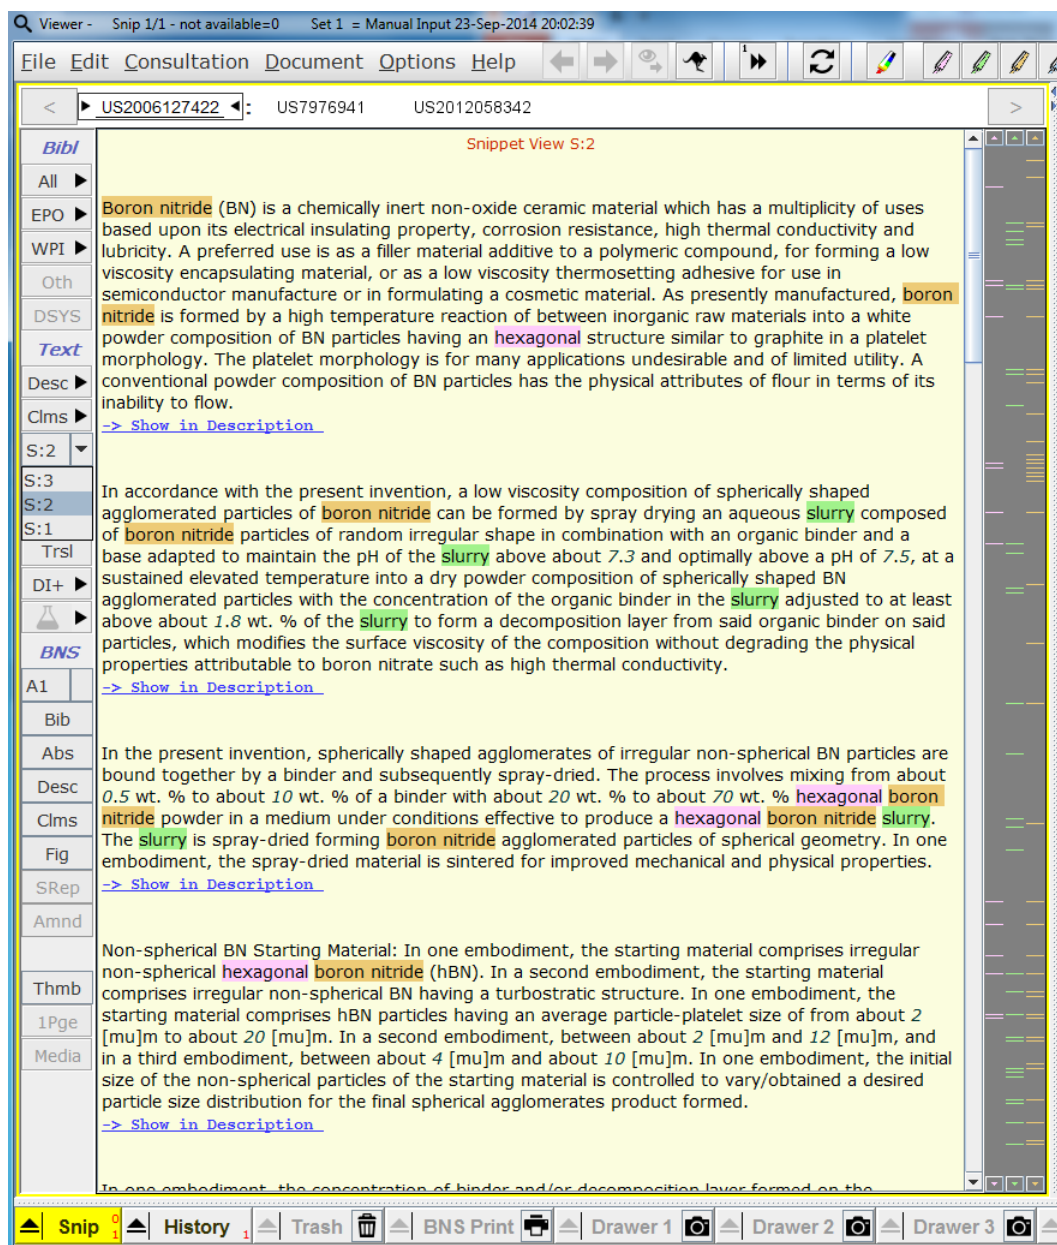 Viewer - Snip 1/1 - not available=0 Set 1 = Manual Input 23-Sep-2014 20:02:39
File Edit Consultation Document Options Help 1
< US2006127422 : US7976941 US2012058342 >
Bibl
All
EPO
WPI
Oth
DSYS
Text
Desc
Clms
S:2
S:3
S:2
S:1
Trsl
DI+
BNS
A1
Bib
Abs
Desc
Clms
Fig
SRep
Amnd
Thmb
1Pge
Media
Snippet View S:2
Boron nitride (BN) is a chemically inert non-oxide ceramic material which has a multiplicity of uses
based upon its electrical insulating property, corrosion resistance, high thermal conductivity and
lubricity. A preferred use is as a filler material additive to a polymeric compound, for forming a low
viscosity encapsulating material, or as a low viscosity thermosetting adhesive for use in
semiconductor manufacture or in formulating a cosmetic material. As presently manufactured, boron
nitride is formed by a high temperature reaction of between inorganic raw materials into a white
powder composition of BN particles having an hexagonal structure similar to graphite in a platelet
morphology. The platelet morphology is for many applications undesirable and of limited utility. A
conventional powder composition of BN particles has the physical attributes of flour in terms of its
inability to flow.
-> Show in Description
In accordance with the present invention, a low viscosity composition of spherically shaped
agglomerated particles of boron nitride can be formed by spray drying an aqueous slurry composed
of boron nitride particles of random irregular shape in combination with an organic binder and a
base adapted to maintain the pH of the slurry above about 7.3 and optimally above a pH of 7.5, at a
sustained elevated temperature into a dry powder composition of spherically shaped BN
agglomerated particles with the concentration of the organic binder in the slurry adjusted to at least
above about 1.8 wt. % of the slurry to form a decomposition layer from said organic binder on said
particles, which modifies the surface viscosity of the composition without degrading the physical
properties attributable to boron nitrate such as high thermal conductivity.
-> Show in Description
In the present invention, spherically shaped agglomerates of irregular non-spherical BN particles are
bound together by a binder and subsequently spray-dried. The process involves mixing from about
0.5 wt. % to about 10 wt. % of a binder with about 20 wt. % to about 70 wt. % hexagonal boron
nitride powder in a medium under conditions effective to produce a hexagonal boron nitride slurry.
The slurry is spray-dried forming boron nitride agglomerated particles of spherical geometry. In one
embodiment, the spray-dried material is sintered for improved mechanical and physical properties.
-> Show in Description
Non-spherical BN Starting Material: In one embodiment, the starting material comprises irregular
non-spherical hexagonal boron nitride (hBN). In a second embodiment, the starting material
comprises irregular non-spherical BN having a turbostratic structure. In one embodiment, the
starting material comprises hBN particles having an average particle-platelet size of from about 2
[mu]m to about 20 [mu]m. In a second embodiment, between about 2 [mu]m and 12 [mu]m, and
in a third embodiment, between about 4 [mu]m and about 10 [mu]m. In one embodiment, the initial
size of the non-spherical particles of the starting material is controlled to vary/obtained a desired
particle size distribution for the final spherical agglomerates product formed.
-> Show in Description
In one embodiment, the concentration of binder and/or decomposition layer formed on the
Snip 0 1 History 1 Trash BNS Print Drawer 1 Drawer 2 Drawer 3